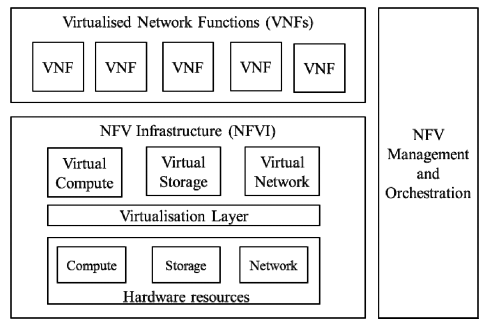 Virtualised Network Functions (VNFs)
VNF VNF VNF VNF VNF
NFV Infrastructure (NFVI)
Virtual Compute
Virtual Storage
Virtual Network
Virtualisation Layer
Compute Storage Network
Hardware resources
NFV
Management
and
Orchestration